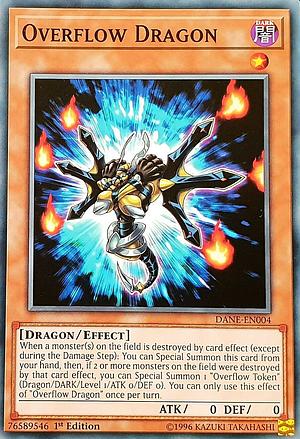 OVERFLOW DRAGON
DARK
闇
DANE-EN004
[DRAGON/EFFECT]
When a monster(s) on the field is destroyed by card effect (except
during the Damage Step): You can Special Summon this card from
your hand, then, if 2 or more monsters on the field were destroyed
by that card effect, you can Special Summon 1 "Overflow Token"
(Dragon/DARK/Level 1/ATK 0/DEF 0). You can only use this effect
of "Overflow Dragon" once per turn.
ATK/ 0 DEF/ 0
76589546 1st Edition ©1996 KAZUKI TAKAHASHI